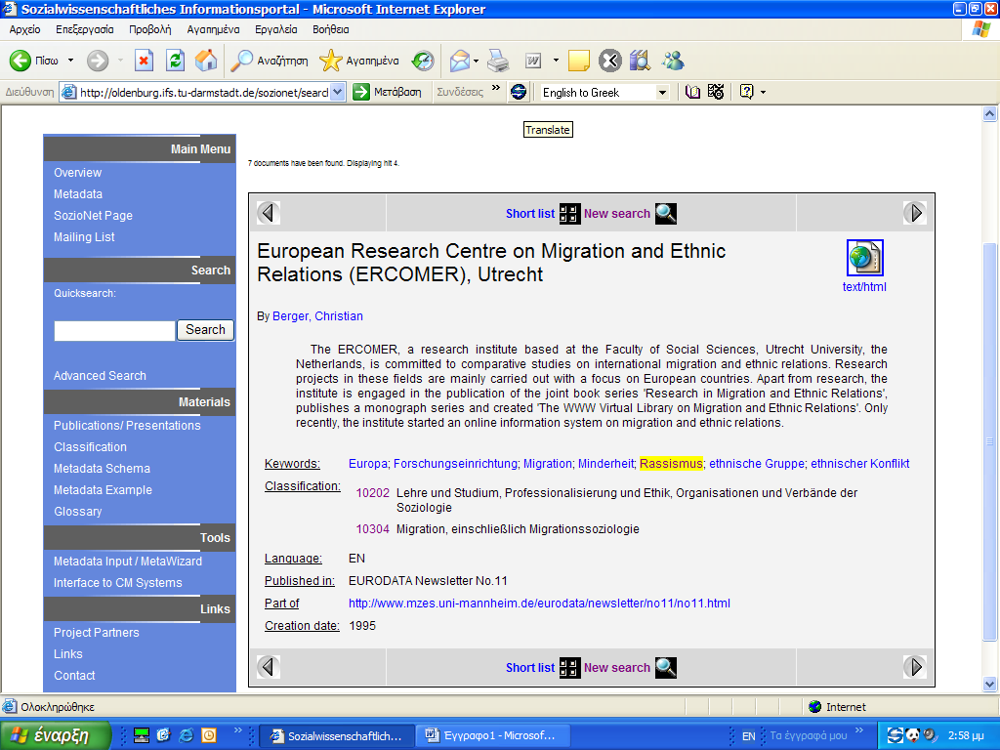 Sozialwissenschaftliches Informationsportal - Microsoft Internet Explorer
Αρχείο Επεξεργασία Προβολή Αγαπημένα Εργαλεία Βοήθεια
Πίσω Αναζήτηση Αγαπημένα
Διεύθυνση http://oldenburg.ifs.tu-darmstadt.de/sozionet/searc Μετάβαση Συνδέσεις » English to Greek
Translate
Main Menu
Overview
Metadata
SozioNet Page
Mailing List
Search
Quicksearch:
Search
Advanced Search
Materials
Publications/ Presentations
Classification
Metadata Schema
Metadata Example
Glossary
Tools
Metadata Input / MetaWizard
Interface to CM Systems
Links
Project Partners
Links
Contact
7 documents have been found. Displaying hit 4.
Short list New search
European Research Centre on Migration and Ethnic
Relations (ERCOMER), Utrecht
text/html
By Berger, Christian
The ERCOMER, a research institute based at the Faculty of Social Sciences, Utrecht University, the
Netherlands, is committed to comparative studies on international migration and ethnic relations. Research
projects in these fields are mainly carried out with a focus on European countries. Apart from research, the
institute is engaged in the publication of the joint book series 'Research in Migration and Ethnic Relations',
publishes a monograph series and created 'The WWW Virtual Library on Migration and Ethnic Relations'. Only
recently, the institute started an online information system on migration and ethnic relations.
Keywords: Europa; Forschungseinrichtung; Migration; Minderheit; Rassismus; ethnische Gruppe; ethnischer Konflikt
Classification: 10202 Lehre und Studium, Professionalisierung und Ethik, Organisationen und Verbände der
Soziologie
10304 Migration, einschließlich Migrationssoziologie
Language: EN
Published in: EURODATA Newsletter No.11
Part of http://www.mzes.uni-mannheim.de/eurodata/newsletter/no11/no11.html
Creation date: 1995
Short list New search
Ολοκληρώθηκε Internet
έναρξη » Sozialwissenschaftlich... Έγγραφο1 - Microsof... EN Τα έγγραφά μου » 2:58 μμ